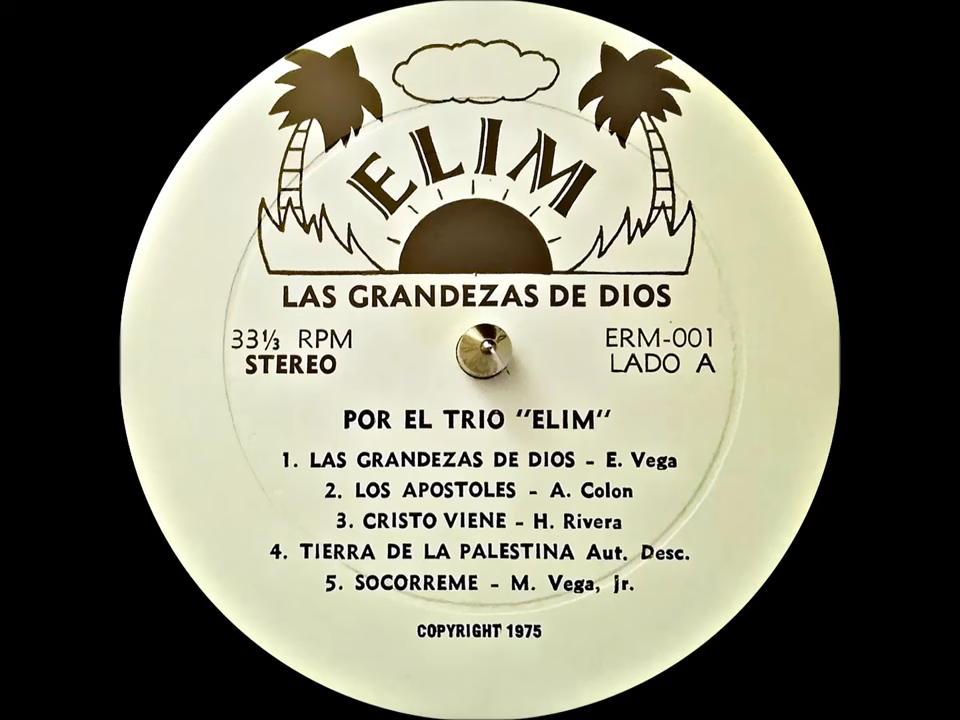 ELIM
LAS GRANDEZAS DE DIOS
33⅓ RPM
STEREO
ERM-001
LADO A
POR EL TRIO "ELIM"
1. LAS GRANDEZAS DE DIOS - E. Vega
2. LOS APOSTOLES - A. Colon
3. CRISTO VIENE - H. Rivera
4. TIERRA DE LA PALESTINA Aut. Desc.
5. SOCORREME - M. Vega, Jr.
COPYRIGHT 1975